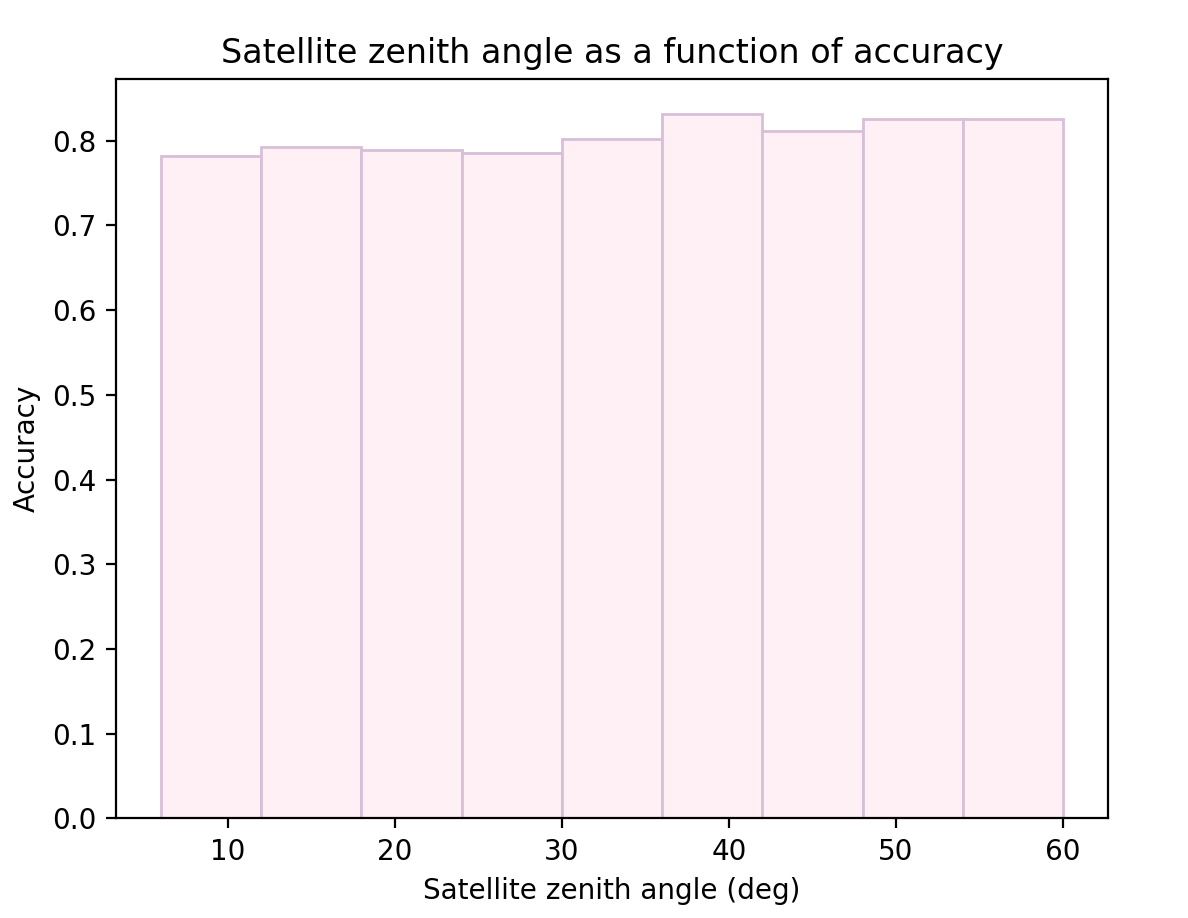 Satellite zenith angle as a function of accuracy
0.8
0.7
0.6
0.5
0.4
0.3
0.2
0.1
0.0
Accuracy
10 20 30 40 50 60
Satellite zenith angle (deg)